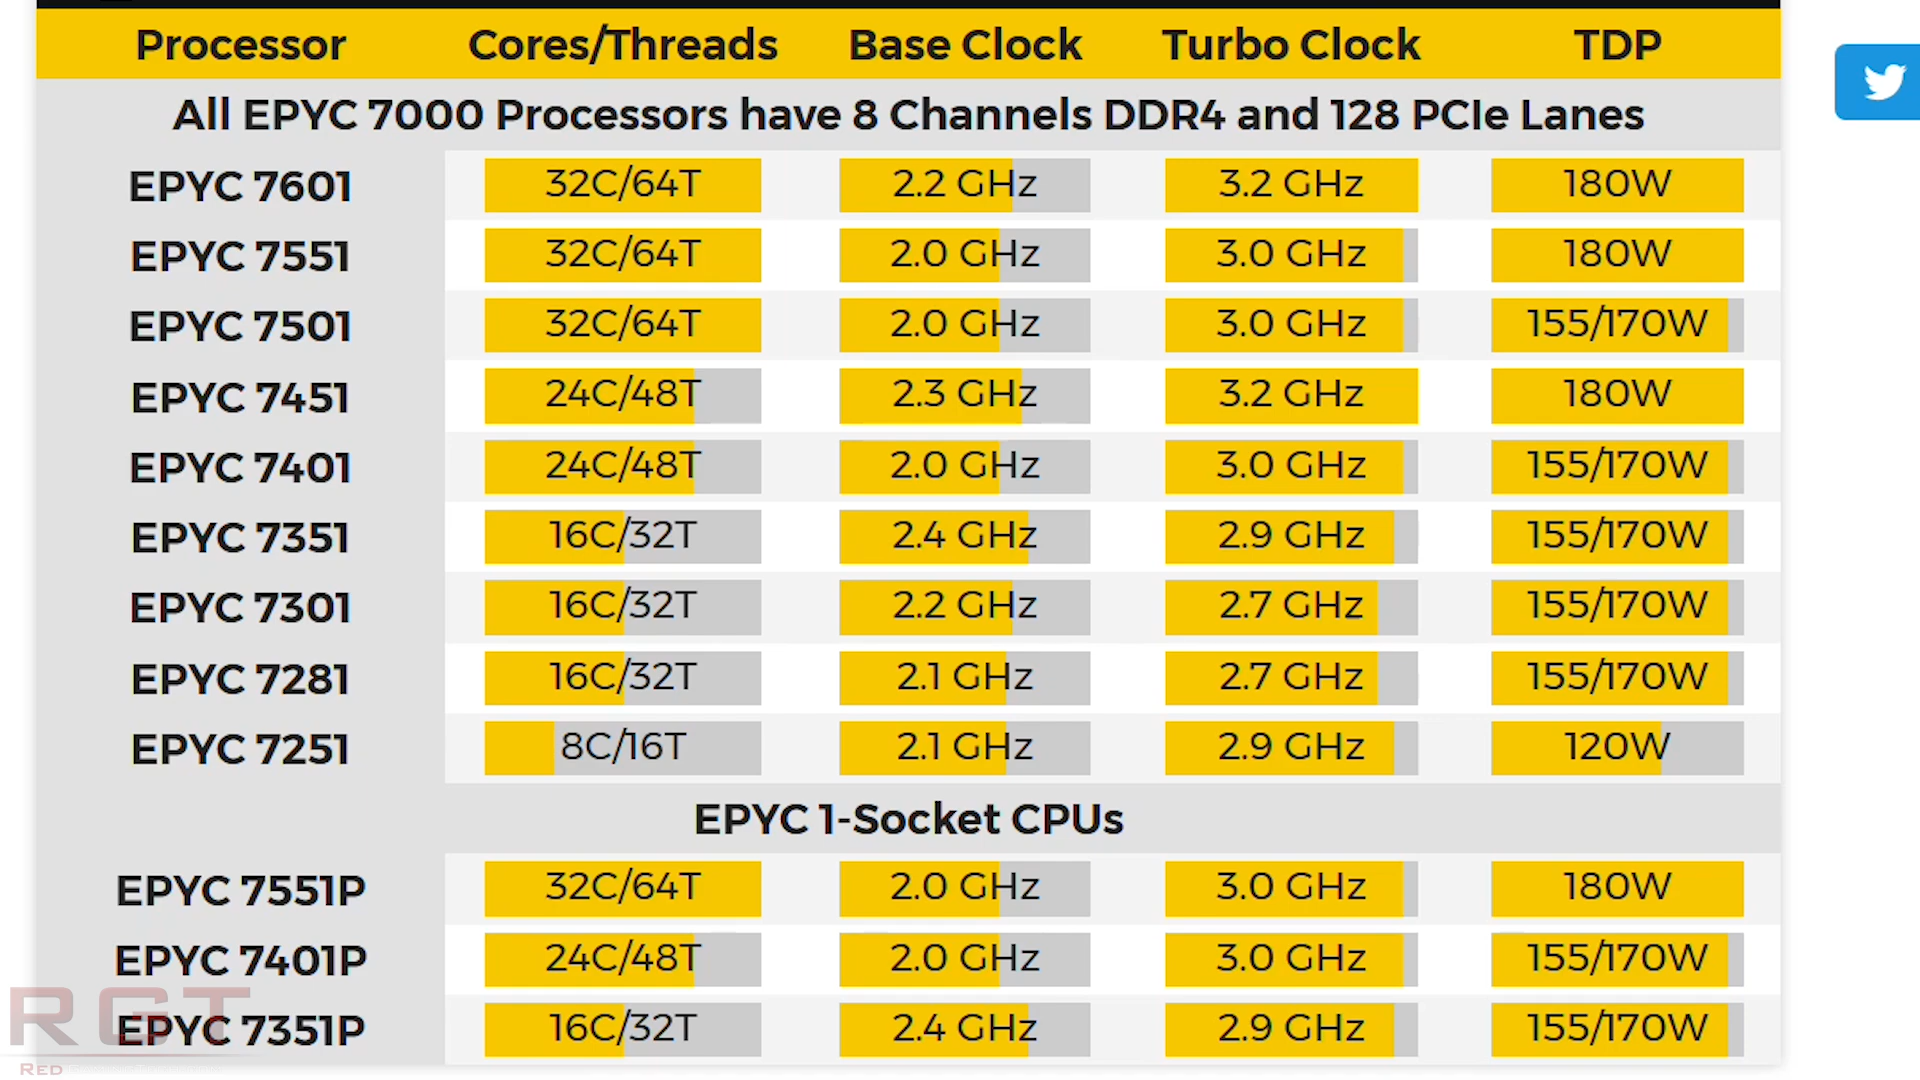 Processor Cores/Threads Base Clock Turbo Clock TDP
All EPYC 7000 Processors have 8 Channels DDR4 and 128 PCIe Lanes
EPYC 7601 32C/64T 2.2 GHz 3.2 GHz 180W
EPYC 7551 32C/64T 2.0 GHz 3.0 GHz 180W
EPYC 7501 32C/64T 2.0 GHz 3.0 GHz 155/170W
EPYC 7451 24C/48T 2.3 GHz 3.2 GHz 180W
EPYC 7401 24C/48T 2.0 GHz 3.0 GHz 155/170W
EPYC 7351 16C/32T 2.4 GHz 2.9 GHz 155/170W
EPYC 7301 16C/32T 2.2 GHz 2.7 GHz 155/170W
EPYC 7281 16C/32T 2.1 GHz 2.7 GHz 155/170W
EPYC 7251 8C/16T 2.1 GHz 2.9 GHz 120W
EPYC 1-Socket CPUs
EPYC 7551P 32C/64T 2.0 GHz 3.0 GHz 180W
EPYC 7401P 24C/48T 2.0 GHz 3.0 GHz 155/170W
EPYC 7351P 16C/32T 2.4 GHz 2.9 GHz 155/170W
RGT
RED